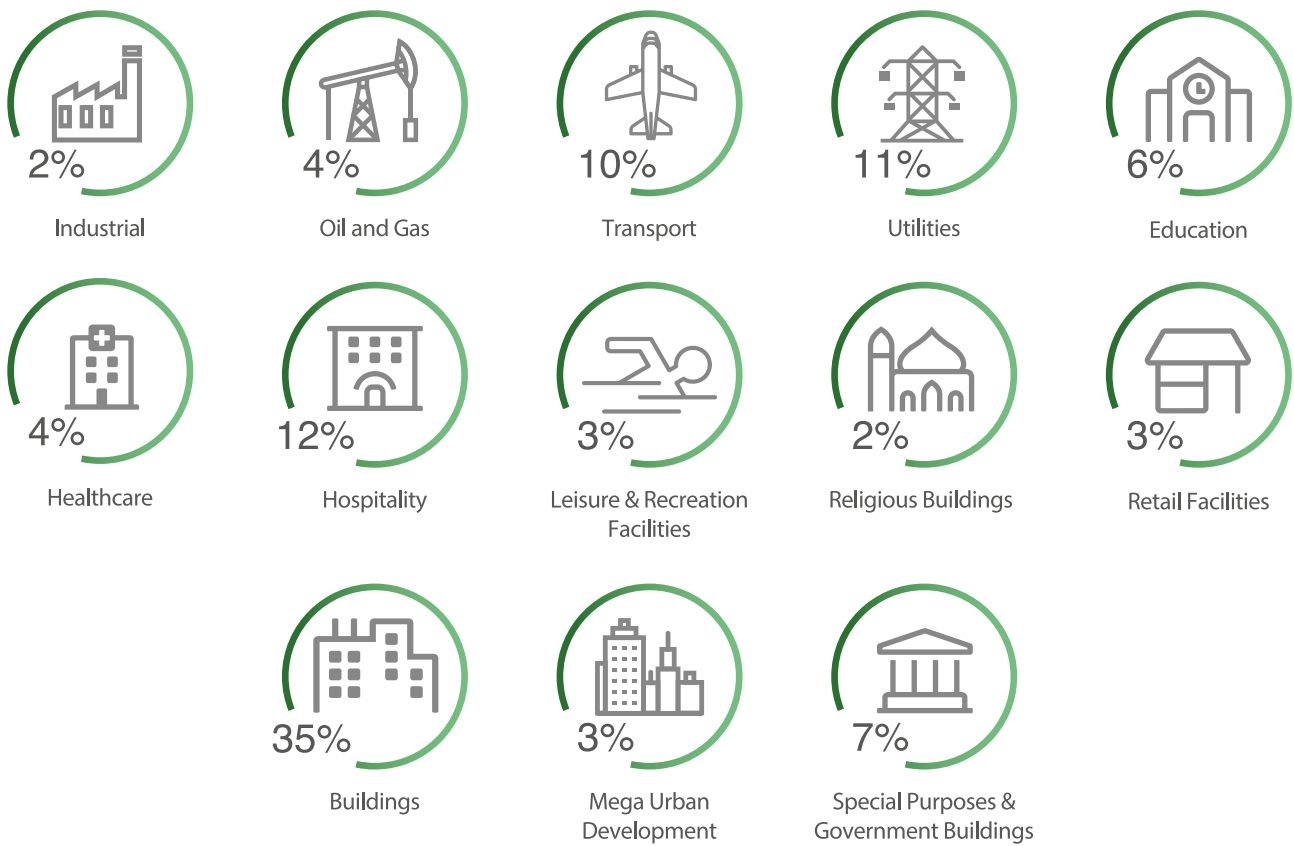 2%
Industrial
4%
Oil and Gas
10%
Transport
11%
Utilities
6%
Education
4%
Healthcare
12%
Hospitality
3%
Leisure & Recreation
Facilities
2%
Religious Buildings
3%
Retail Facilities
35%
Buildings
3%
Mega Urban
Development
7%
Special Purposes &
Government Buildings